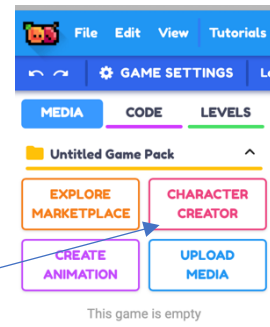 File Edit View Tutorials
GAME SETTINGS
MEDIA CODE LEVELS
Untitled Game Pack
EXPLORE MARKETPLACE
CHARACTER CREATOR
CREATE ANIMATION
UPLOAD MEDIA
This game is empty